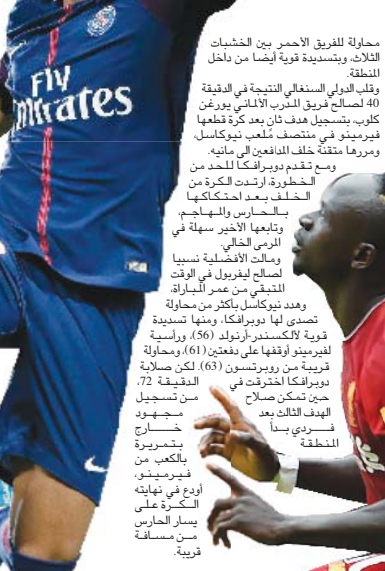 محاولة للفريق الأحمر بين الخشبات
الثلاث، وبتسديدة قوية أيضا من داخل
المنطقة.
وقلب الدولي السنغالي النتيجة في الدقيقة
40 لصالح فريق المدرب الألماني يورغن
كلوب، بتسجيل هدف ثان بعد كرة قطعها
فيرمينو في منتصف مُلعب نيوكاسل،
ومررها متقنة خلف المدافعين الى مانيه.
ومع تقدم دوبرافكا للحد من
الخطورة، ارتدت الكرة من
الخلف بعد احتكاكها
بالحارس والمهاجم،
وتابعها الأخير سهلة في
المرمى الخالي.
ومالت الأفضلية نسبيا
لصالح ليفربول في الوقت
المتبقي من عمر المباراة،
وهدد نيوكاسل بأكثر من محاولة
تصدى لها دوبرافكا، ومنها تسديدة
قوية لألكسندر-أرنولد (56)، ورأسية
لفيرمينو أوقفها على دفعتين (61)، ومحاولة
قريبة من روبرتسون (63). لكن صلابة
دوبرافكا اخترقت في الدقيقة 72،
حين تمكن صلاح من تسجيل
الهدف الثالث بعد مجهود
فردي بدأ خارج
المنطقة بتمريرة
بالكعب من
فيرمينو،
أودع في نهايته
الكرة على
يسار الحارس
من مسافة
قريبة.
Fly
Emirates